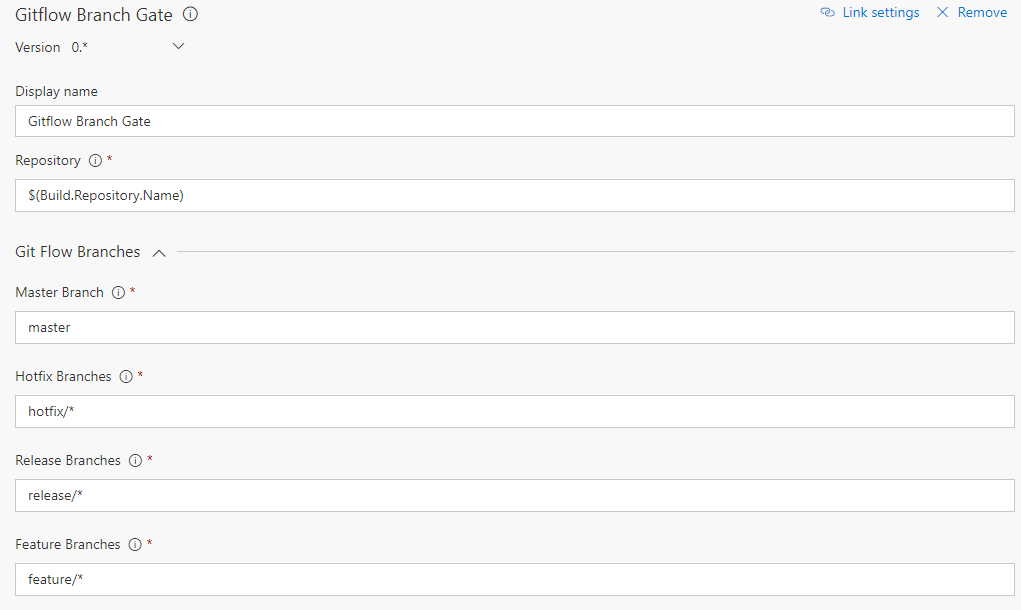 Gitflow Branch Gate
Link settings
Remove
Version 0.*
Display name
Gitflow Branch Gate
Repository *
$(Build.Repository.Name)
Git Flow Branches
Master Branch *
master
Hotfix Branches *
hotfix/*
Release Branches *
release/*
Feature Branches *
feature/*